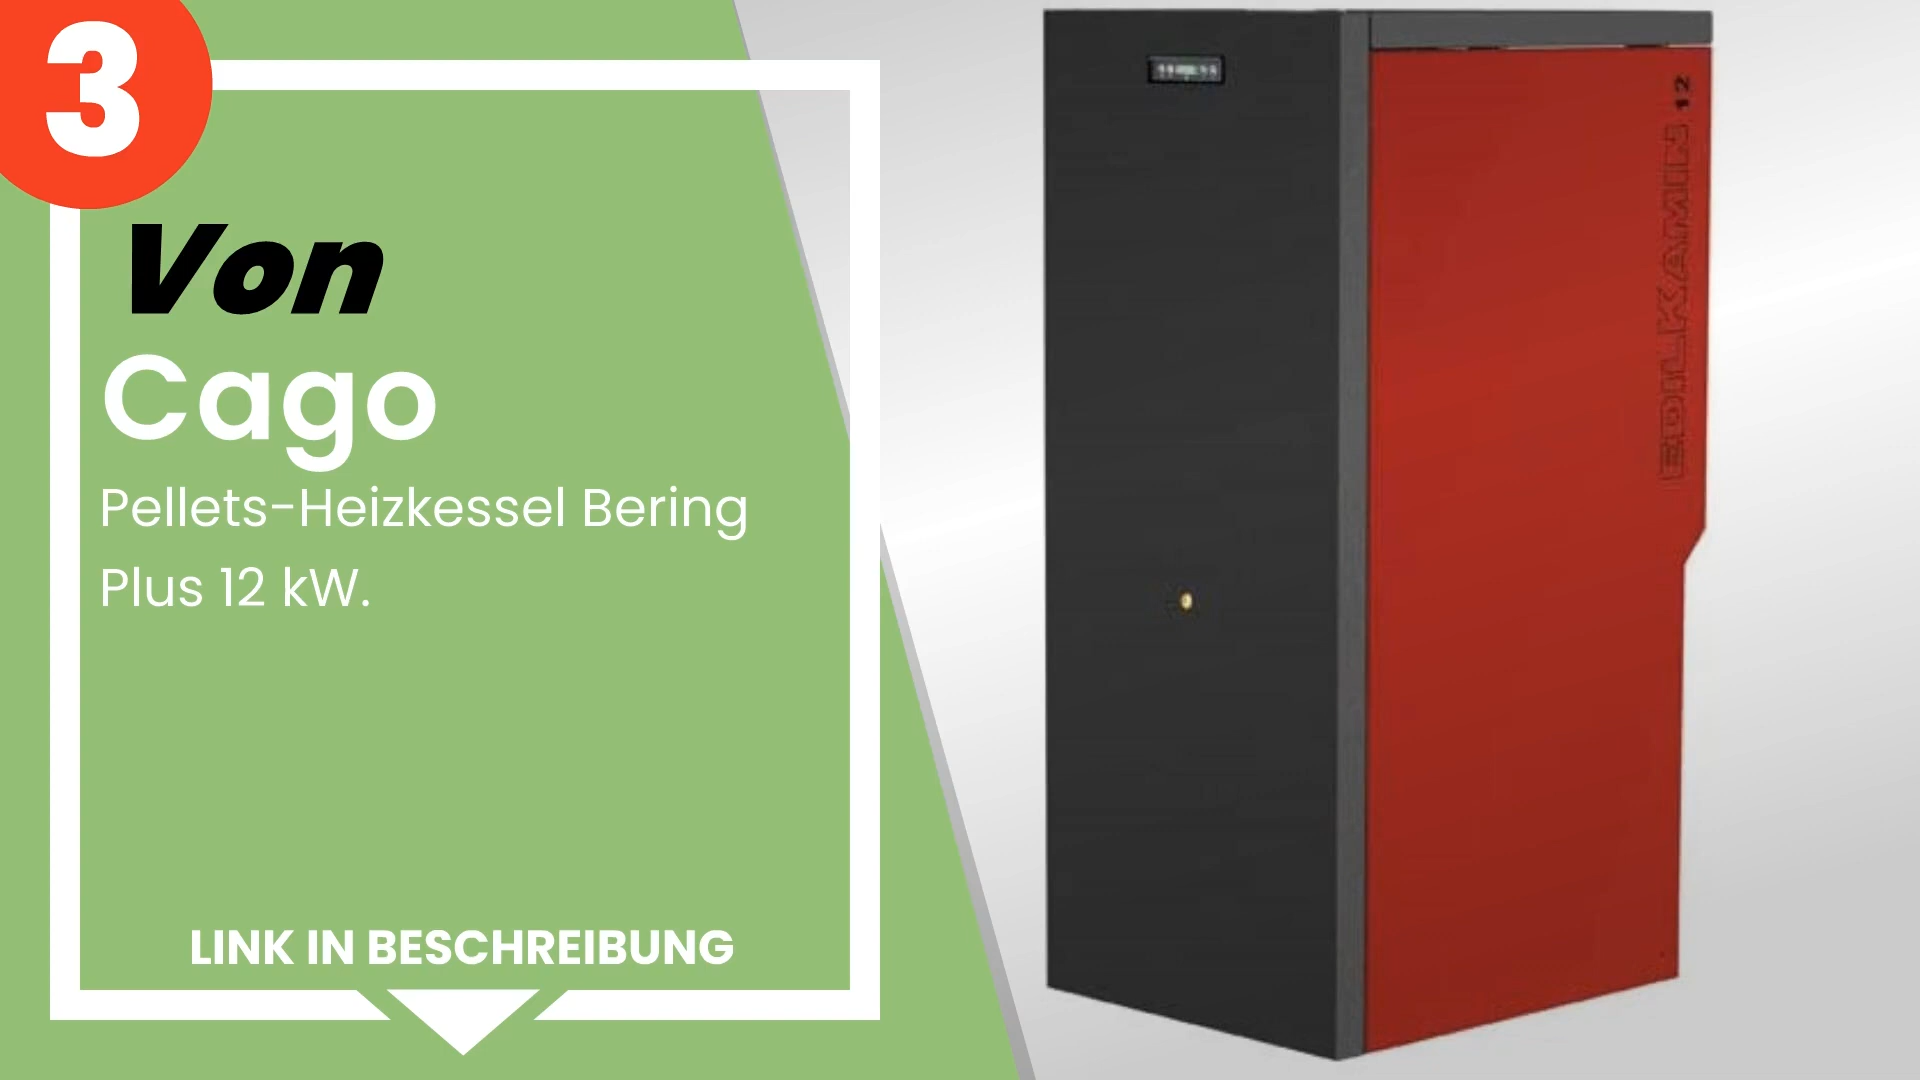 3
Von
Cago
Pellets-Heizkessel Bering
Plus 12 kW.
LINK IN BESCHREIBUNG
EDILKAMIN 12